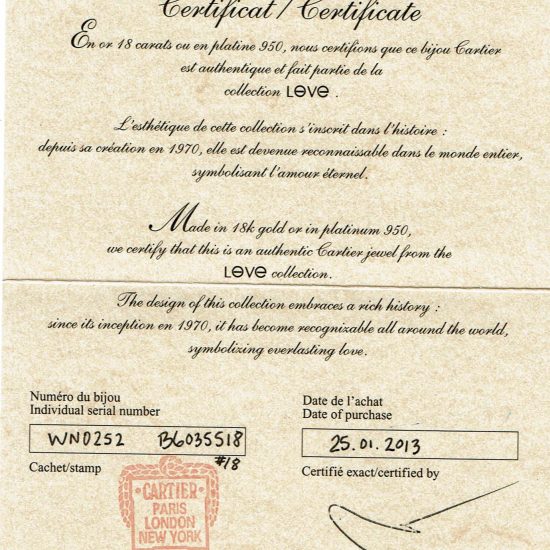 Certificat / Certificate
En or 18 carats ou en platine 950, nous certifions que ce bijou Cartier
est authentique et fait partie de la
collection LOVE .
L'esthétique de cette collection s'inscrit dans l'histoire :
depuis sa création en 1970, elle est devenue reconnaissable dans le monde entier,
symbolisant l'amour éternel.
Made in 18k gold or in platinum 950,
we certify that this is an authentic Cartier jewel from the
LOVE collection.
The design of this collection embraces a rich history :
since its inception en 1970, it has become recognizable all around the world,
symbolizing everlasting love.
Numéro du bijou
Individual serial number
WN0252 B6035518
#18
Cachet/stamp
CARTIER
PARIS
LONDON
NEW YORK
Date de l'achat
Date of purchase
25.01.2013
Certifié exact/certified by